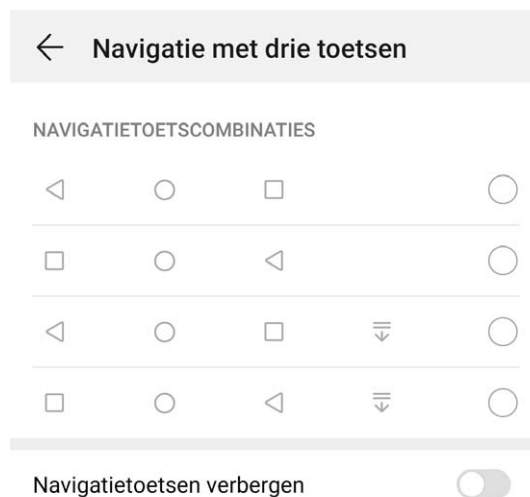 Navigatie met drie toetsen
NAVIGATIETOETSCOMBINATIES
Navigatietoetsen verbergen